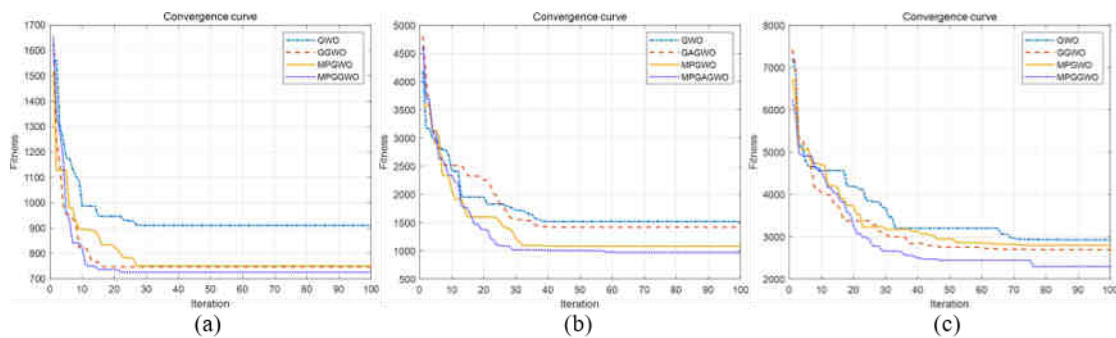 Convergence curve
1700
1600
1500
1400
1300
1200
1100
1000
900
800
700
Fitness
GWO
GGWO
MPGWO
MPGGWO
0 10 20 30 40 50 60 70 80 90 100
Iteration
(a)
Convergence curve
5000
4500
4000
3500
3000
2500
2000
1500
1000
500
Fitness
GWO
GAGWO
MPGWO
MPGAGWO
0 10 20 30 40 50 60 70 80 90 100
Iteration
(b)
Convergence curve
8000
7000
6000
5000
4000
3000
2000
Fitness
GWO
GGWO
MPGWO
MPGGWO
0 10 20 30 40 50 60 70 80 90 100
Iteration
(c)